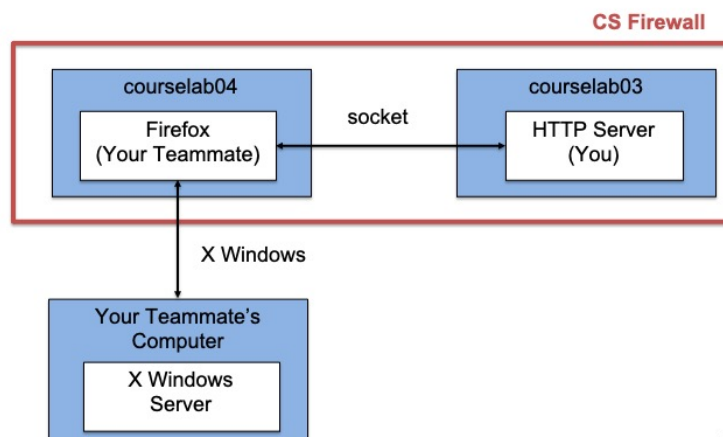 CS Firewall
courselab04
Firefox
(Your Teammate)
socket
courselab03
HTTP Server
(You)
X Windows
Your Teammate's
Computer
X Windows
Server